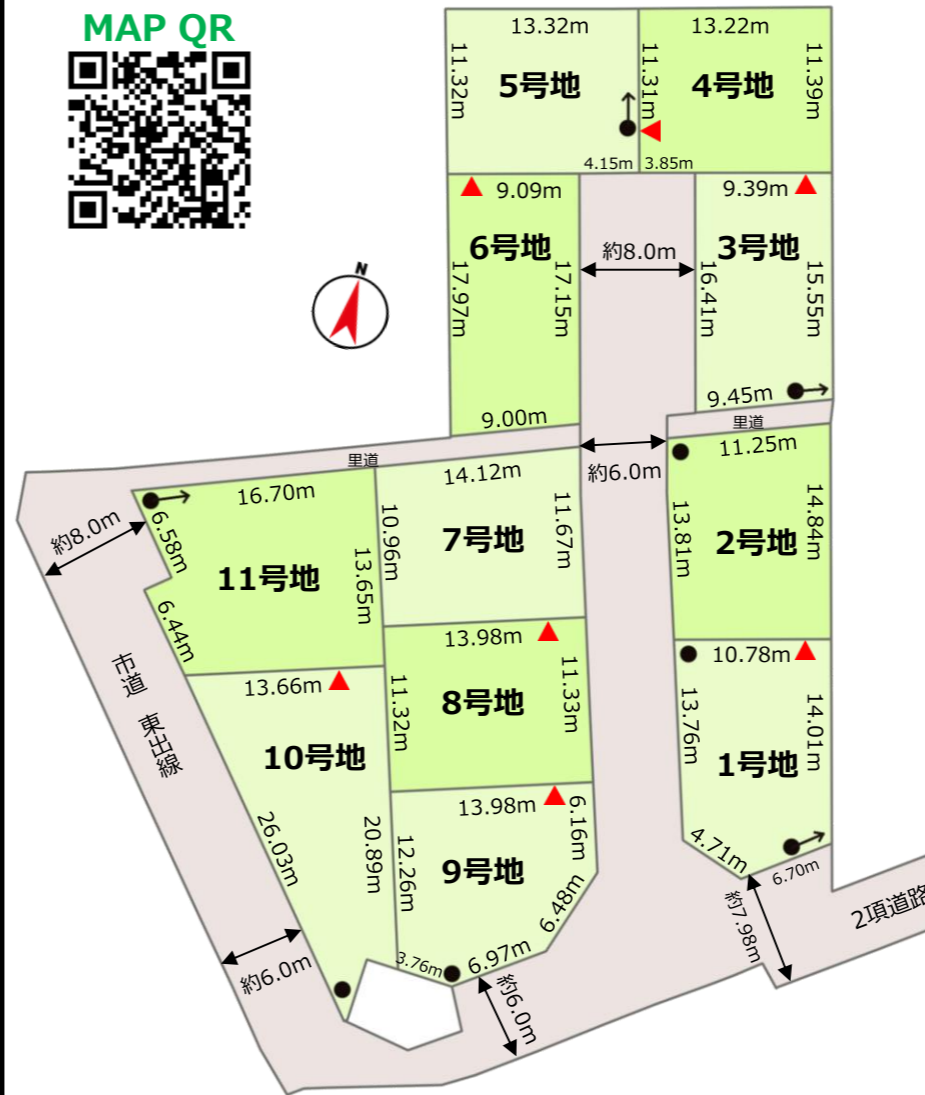 MAP QR
13.32m
13.22m
11.32m
5号地
11.31m
4号地
11.39m
4.15m
3.85m
9.09m
9.39m
6号地
3号地
約8.0m
17.97m
17.15m
16.41m
15.55m
N
9.00m
9.45m
里道
里道
約6.0m
11.25m
14.12m
16.70m
約8.0m
6.58m
10.96m
7号地
11.67m
13.81m
2号地
14.84m
11号地
13.65m
6.44m
13.98m
10.78m
市道 東出線
13.66m
11.32m
8号地
11.33m
13.76m
1号地
14.01m
10号地
13.98m
6.16m
26.03m
20.89m
12.26m
9号地
6.48m
4.71m
6.70m
約7.98m
2項道路
3.76m
6.97m
約6.0m
約6.0m